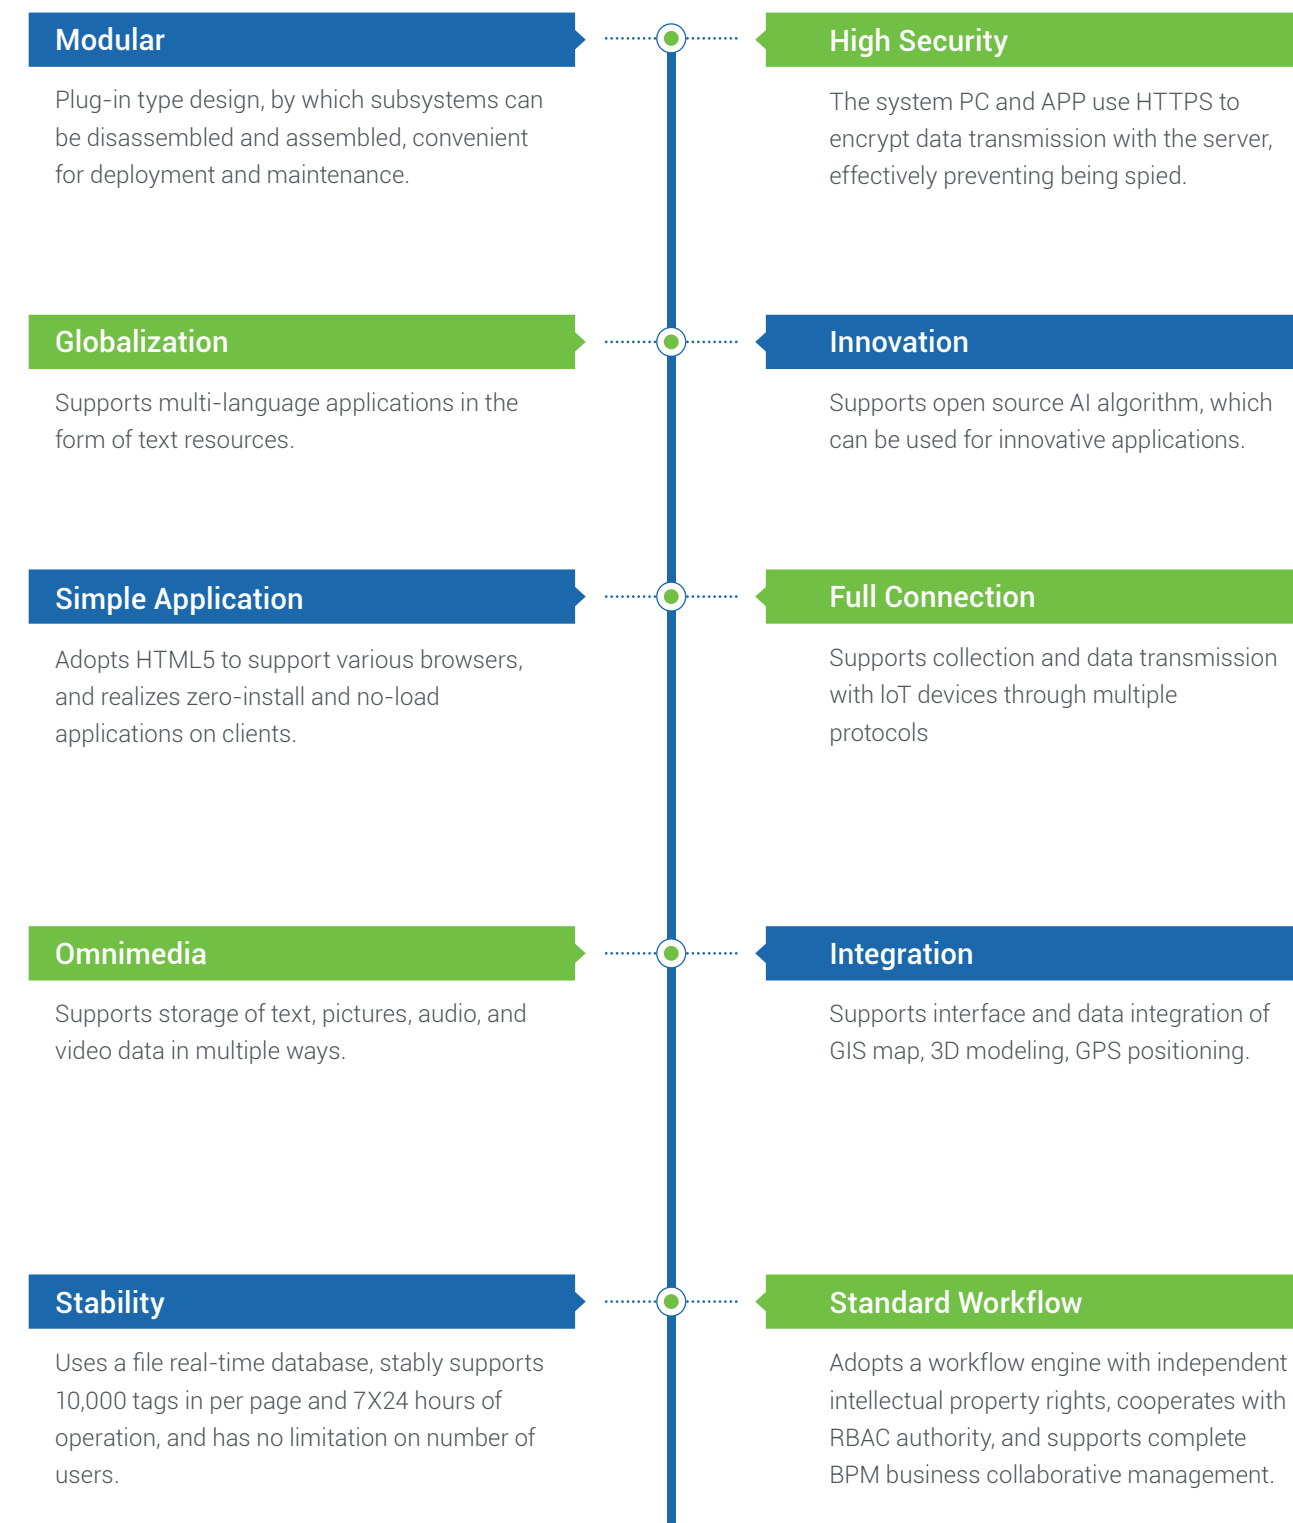 Modular
Plug-in type design, by which subsystems can
be disassembled and assembled, convenient
for deployment and maintenance.
High Security
The system PC and APP use HTTPS to
encrypt data transmission with the server,
effectively preventing being spied.
Globalization
Supports multi-language applications in the
form of text resources.
Innovation
Supports open source AI algorithm, which
can be used for innovative applications.
Simple Application
Adopts HTML5 to support various browsers,
and realizes zero-install and no-load
applications on clients.
Full Connection
Supports collection and data transmission
with loT devices through multiple
protocols
Omnimedia
Supports storage of text, pictures, audio, and
video data in multiple ways.
Integration
Supports interface and data integration of
GIS map, 3D modeling, GPS positioning.
Stability
Uses a file real-time database, stably supports
10,000 tags in per page and 7X24 hours of
operation, and has no limitation on number of
users.
Standard Workflow
Adopts a workflow engine with independent
intellectual property rights, cooperates with
RBAC authority, and supports complete
BPM business collaborative management.